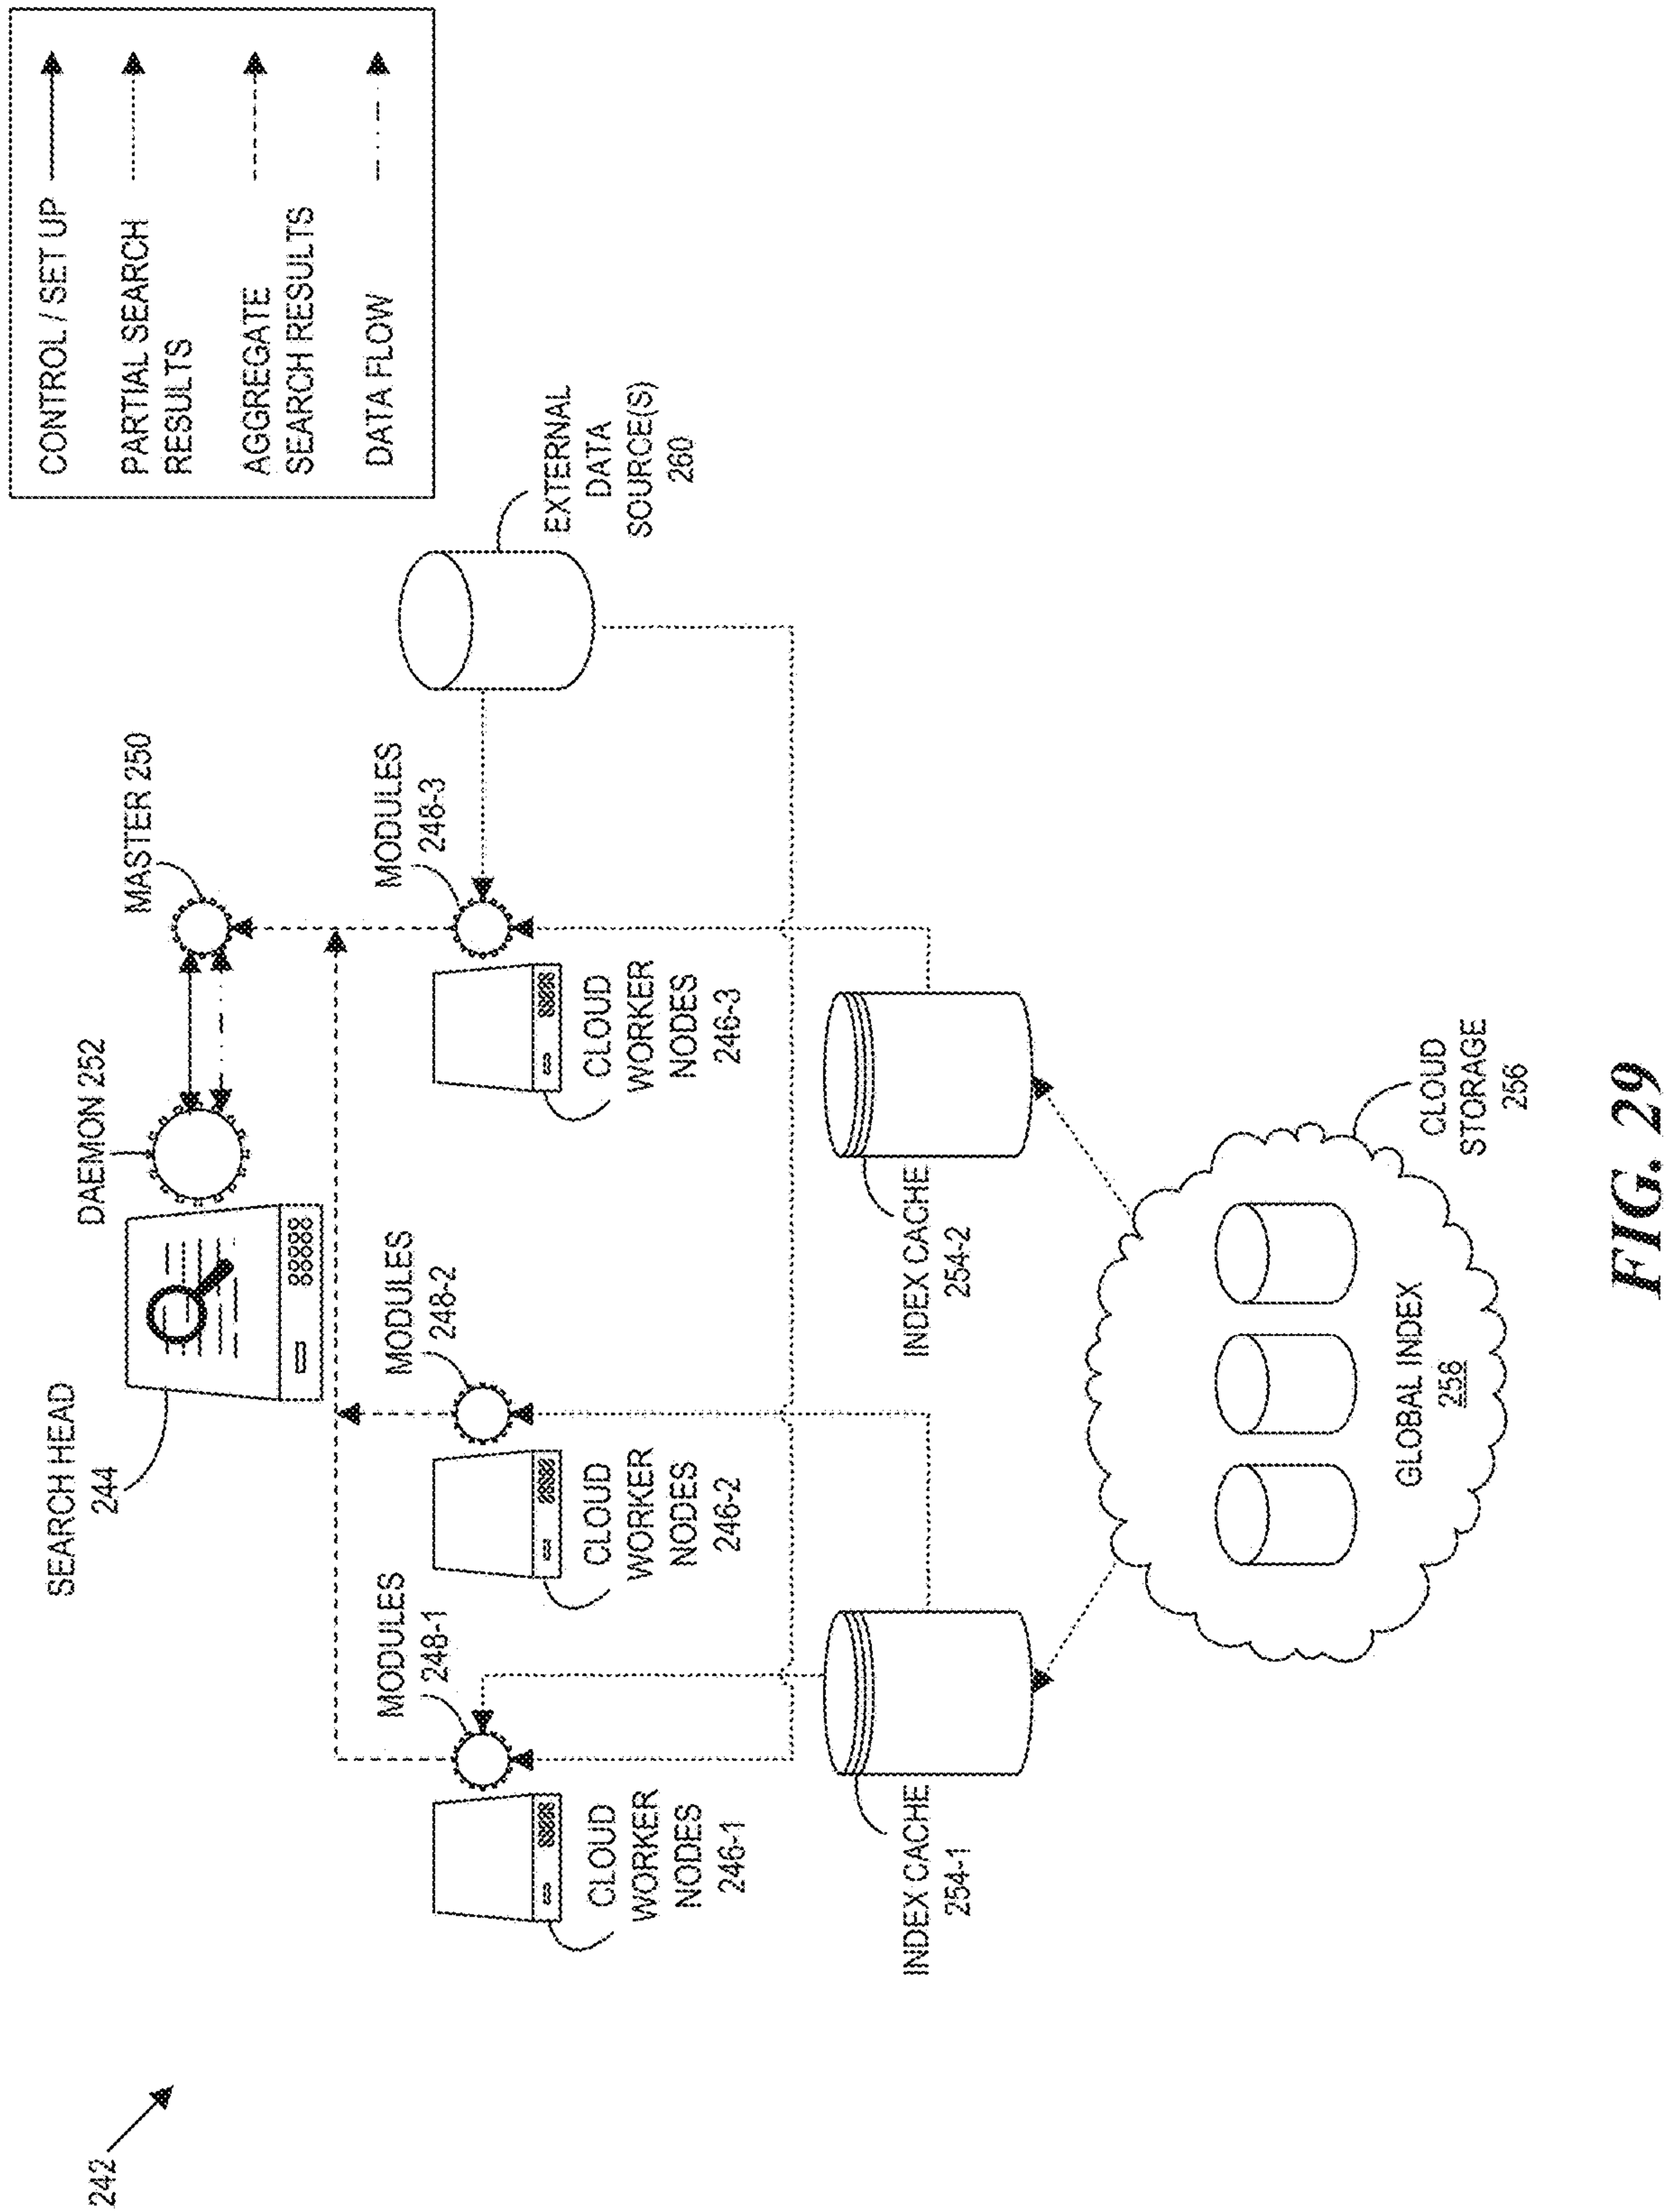 242
SEARCH HEAD
244
DAEMON 252
MASTER 250
CONTROL / SET UP
PARTIAL SEARCH
RESULTS
AGGREGATE
SEARCH RESULTS
DATA FLOW
MODULES
248-1
MODULES
248-2
MODULES
248-3
CLOUD
WORKER
NODES
246-1
CLOUD
WORKER
NODES
246-2
CLOUD
WORKER
NODES
246-3
EXTERNAL
DATA
SOURCE(S)
260
INDEX CACHE
254-1
INDEX CACHE
254-2
GLOBAL INDEX
258
CLOUD
STORAGE
256
FIG. 29